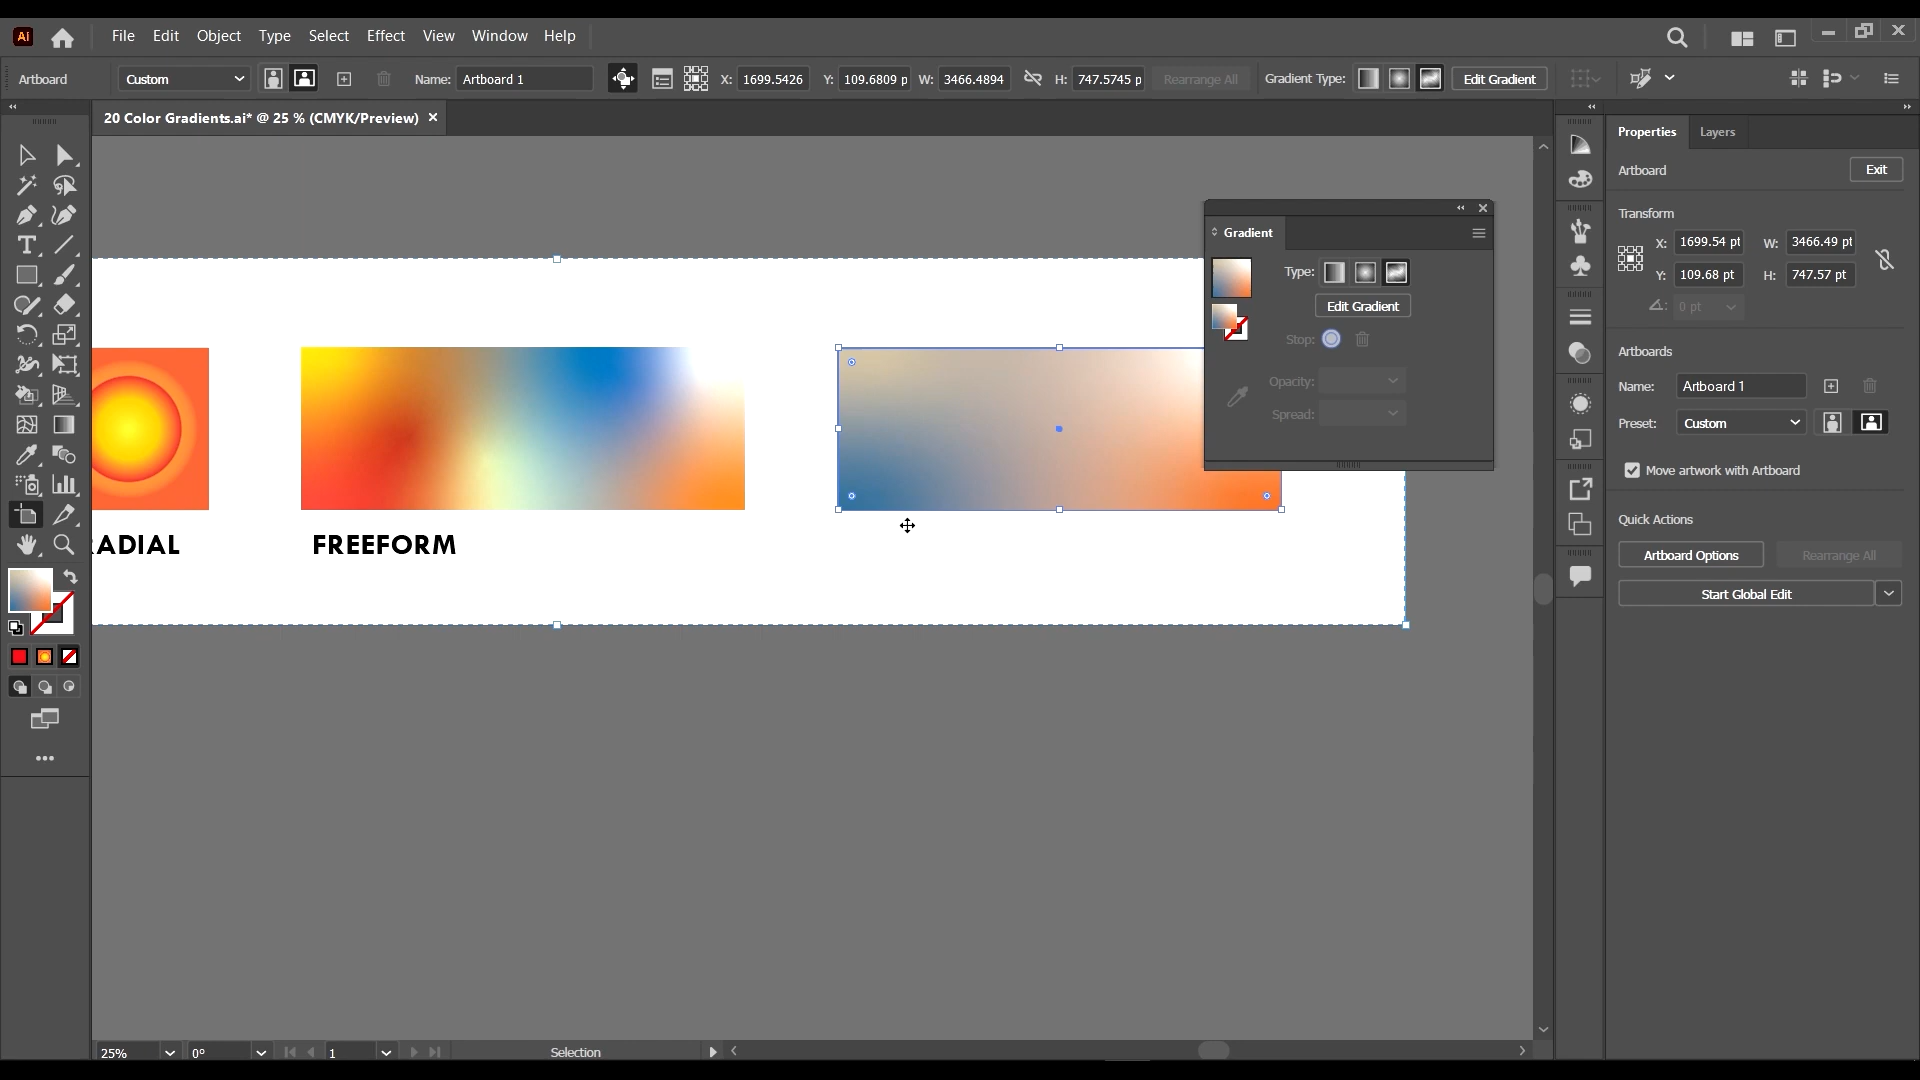 Ai File Edit Object Type Select Effect View Window Help
Artboard Custom Name: Artboard 1 X: 1699.5426 Y: 109.6809 p W: 3466.4894 H: 747.5745 p Rearrange All Gradient Type: Edit Gradient
20 Color Gradients.ai* @ 25 % (CMYK/Preview) ×
Properties Layers
Artboard Exit
Transform
X: 1699.54 pt W: 3466.49 pt
Y: 109.68 pt H: 747.57 pt
0 pt
Artboards
Name: Artboard 1
Preset: Custom
Move artwork with Artboard
Quick Actions
Artboard Options Rearrange All
Start Global Edit
Gradient
Type:
Edit Gradient
Stop:
Opacity:
Spread:
RADIAL FREEFORM
25% 0° 1 Selection